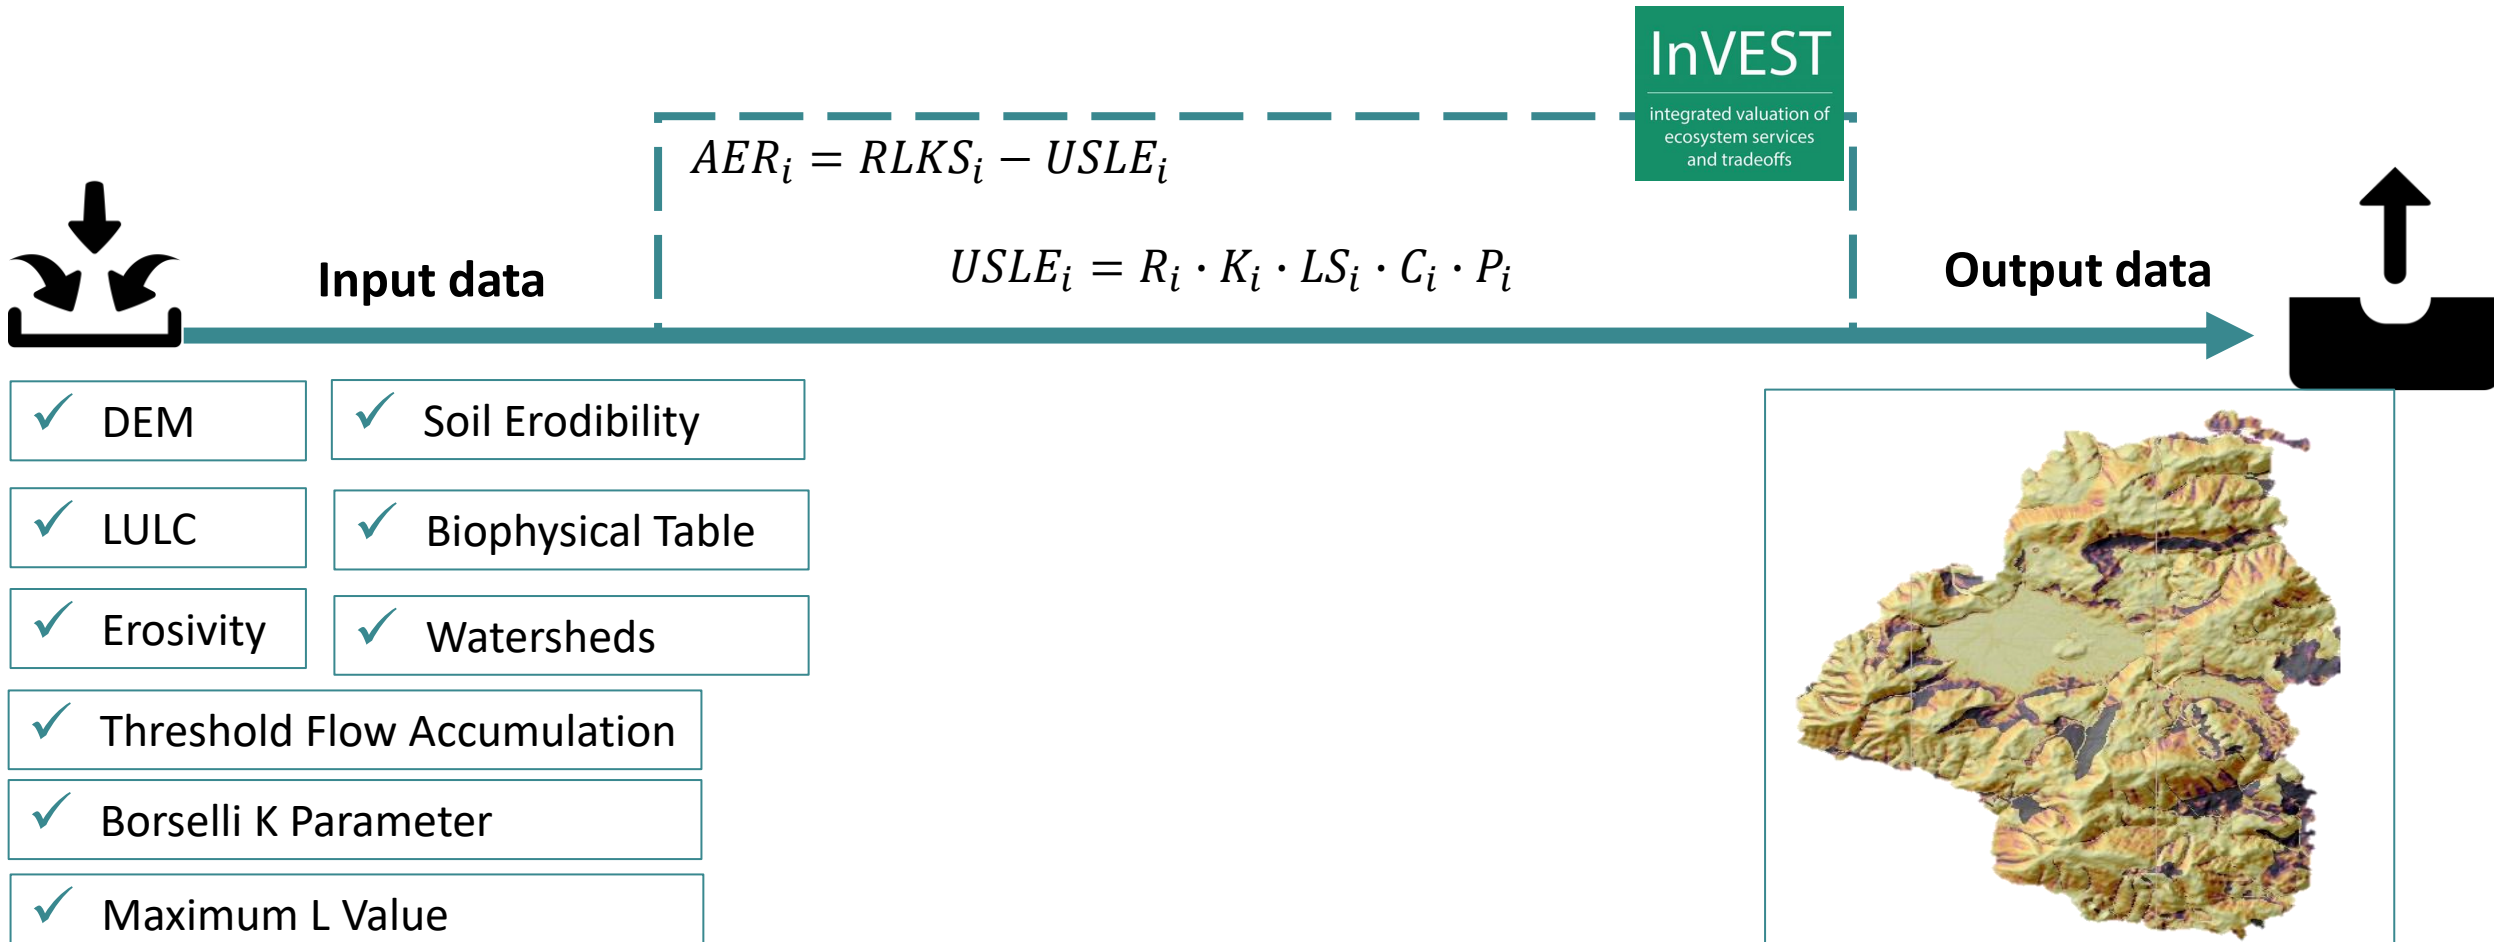 InVEST
integrated valuation of
ecosystem services
and tradeoffs
AER_i = RLKS_i − USLE_i
USLE_i = R_i · K_i · LS_i · C_i · P_i
Input data
Output data
✓ DEM
✓ Soil Erodibility
✓ LULC
✓ Biophysical Table
✓ Erosivity
✓ Watersheds
✓ Threshold Flow Accumulation
✓ Borselli K Parameter
✓ Maximum L Value